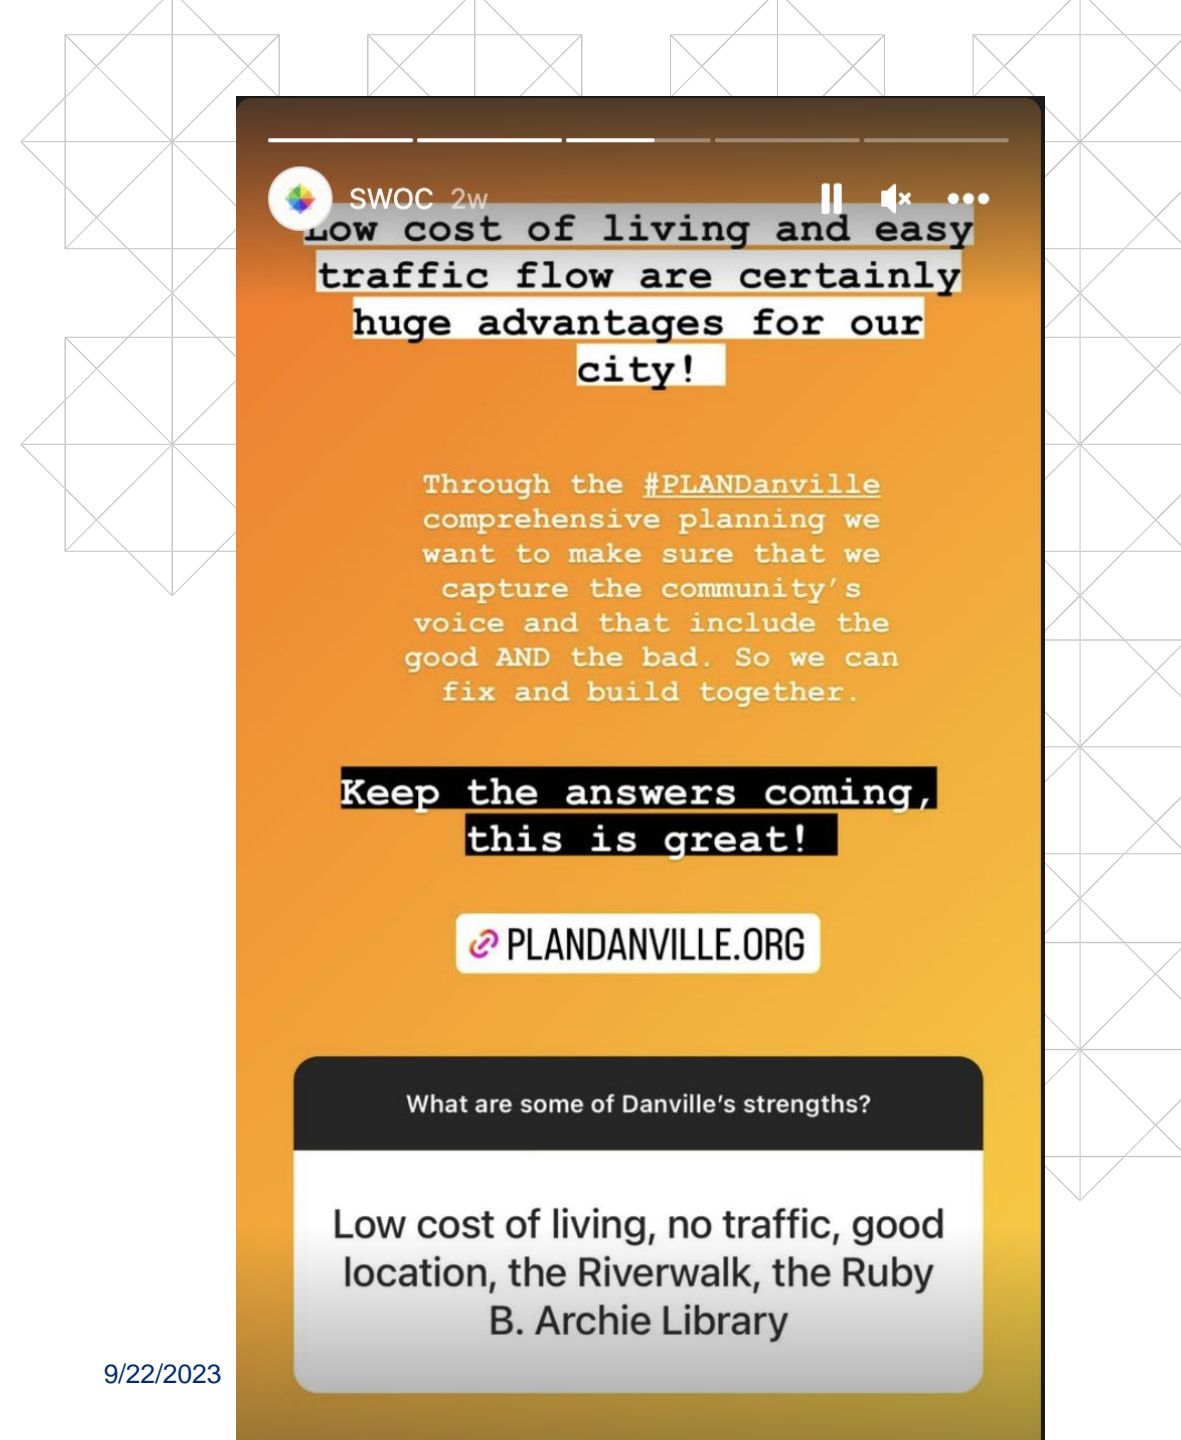 SWOC 2w
Low cost of living and easy
traffic flow are certainly
huge advantages for our
city!
Through the #PLANDanville
comprehensive planning we
want to make sure that we
capture the community's
voice and that include the
good AND the bad. So we can
fix and build together.
Keep the answers coming,
this is great!
PLANDANVILLE.ORG
What are some of Danville's strengths?
Low cost of living, no traffic, good
location, the Riverwalk, the Ruby
B. Archie Library
9/22/2023